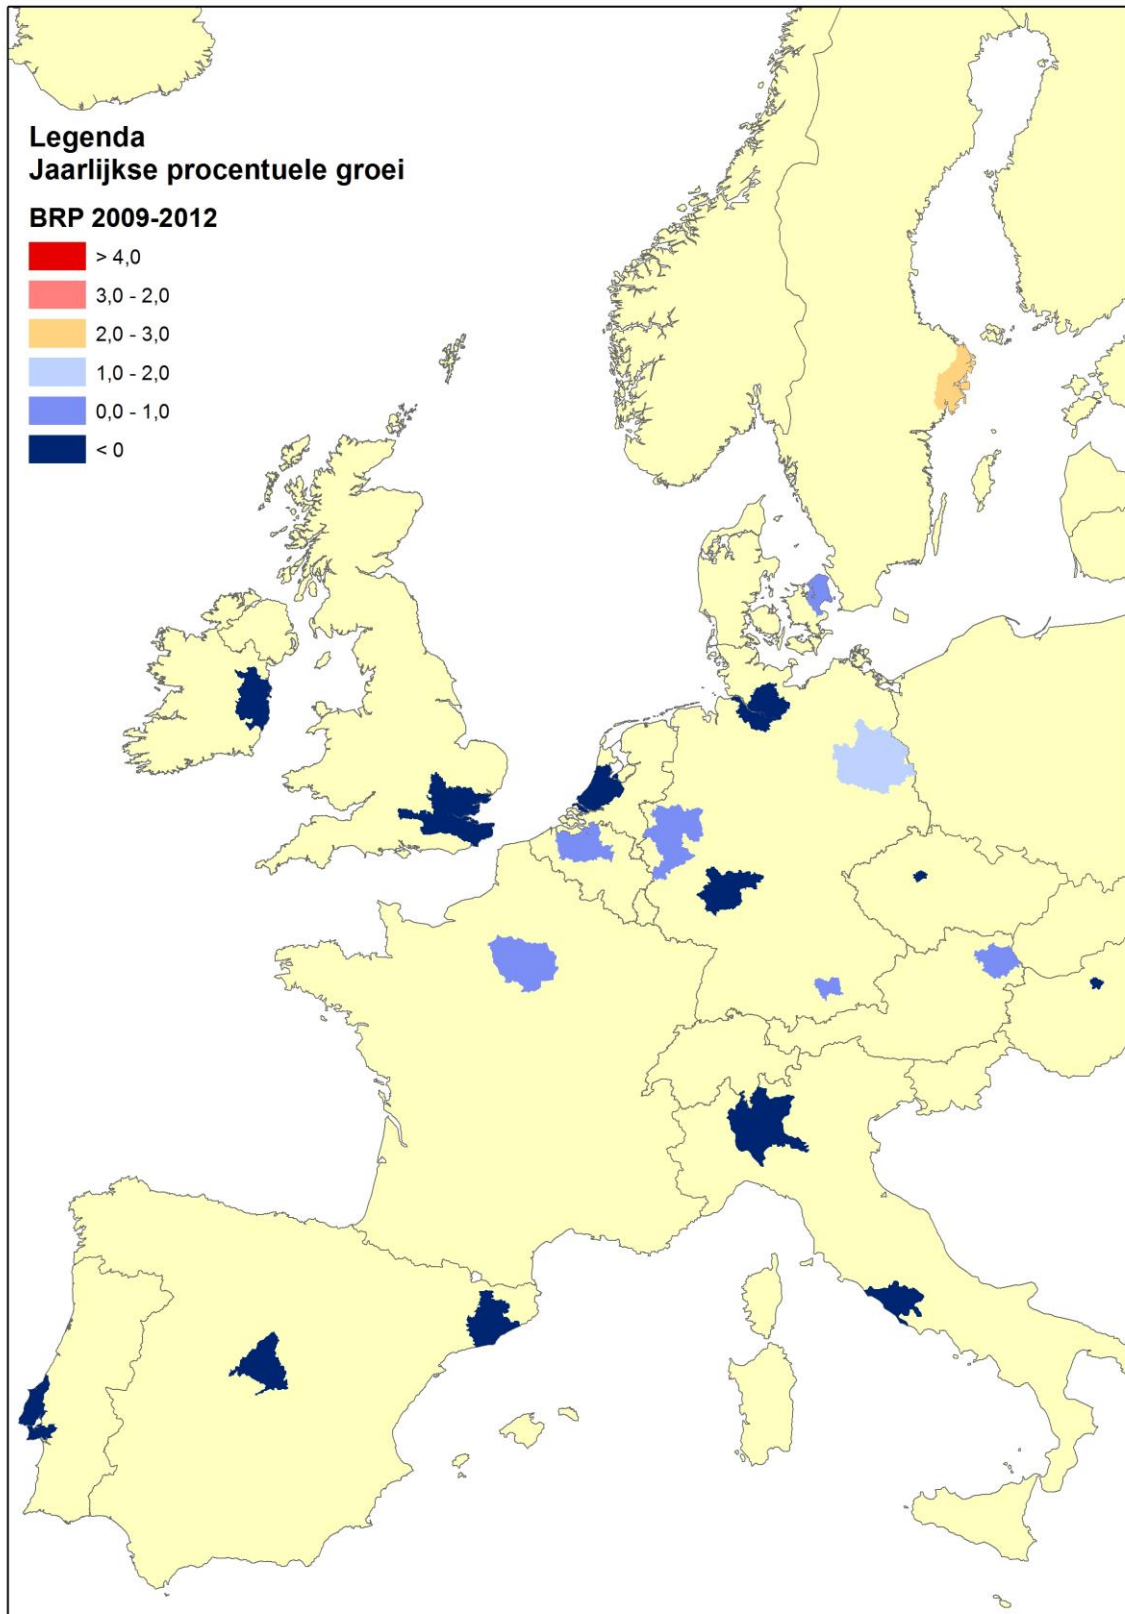 Legenda
Jaarlijkse procentuele groei
BRP 2009-2012
> 4,0
3,0 - 2,0
2,0 - 3,0
1,0 - 2,0
0,0 - 1,0
< 0